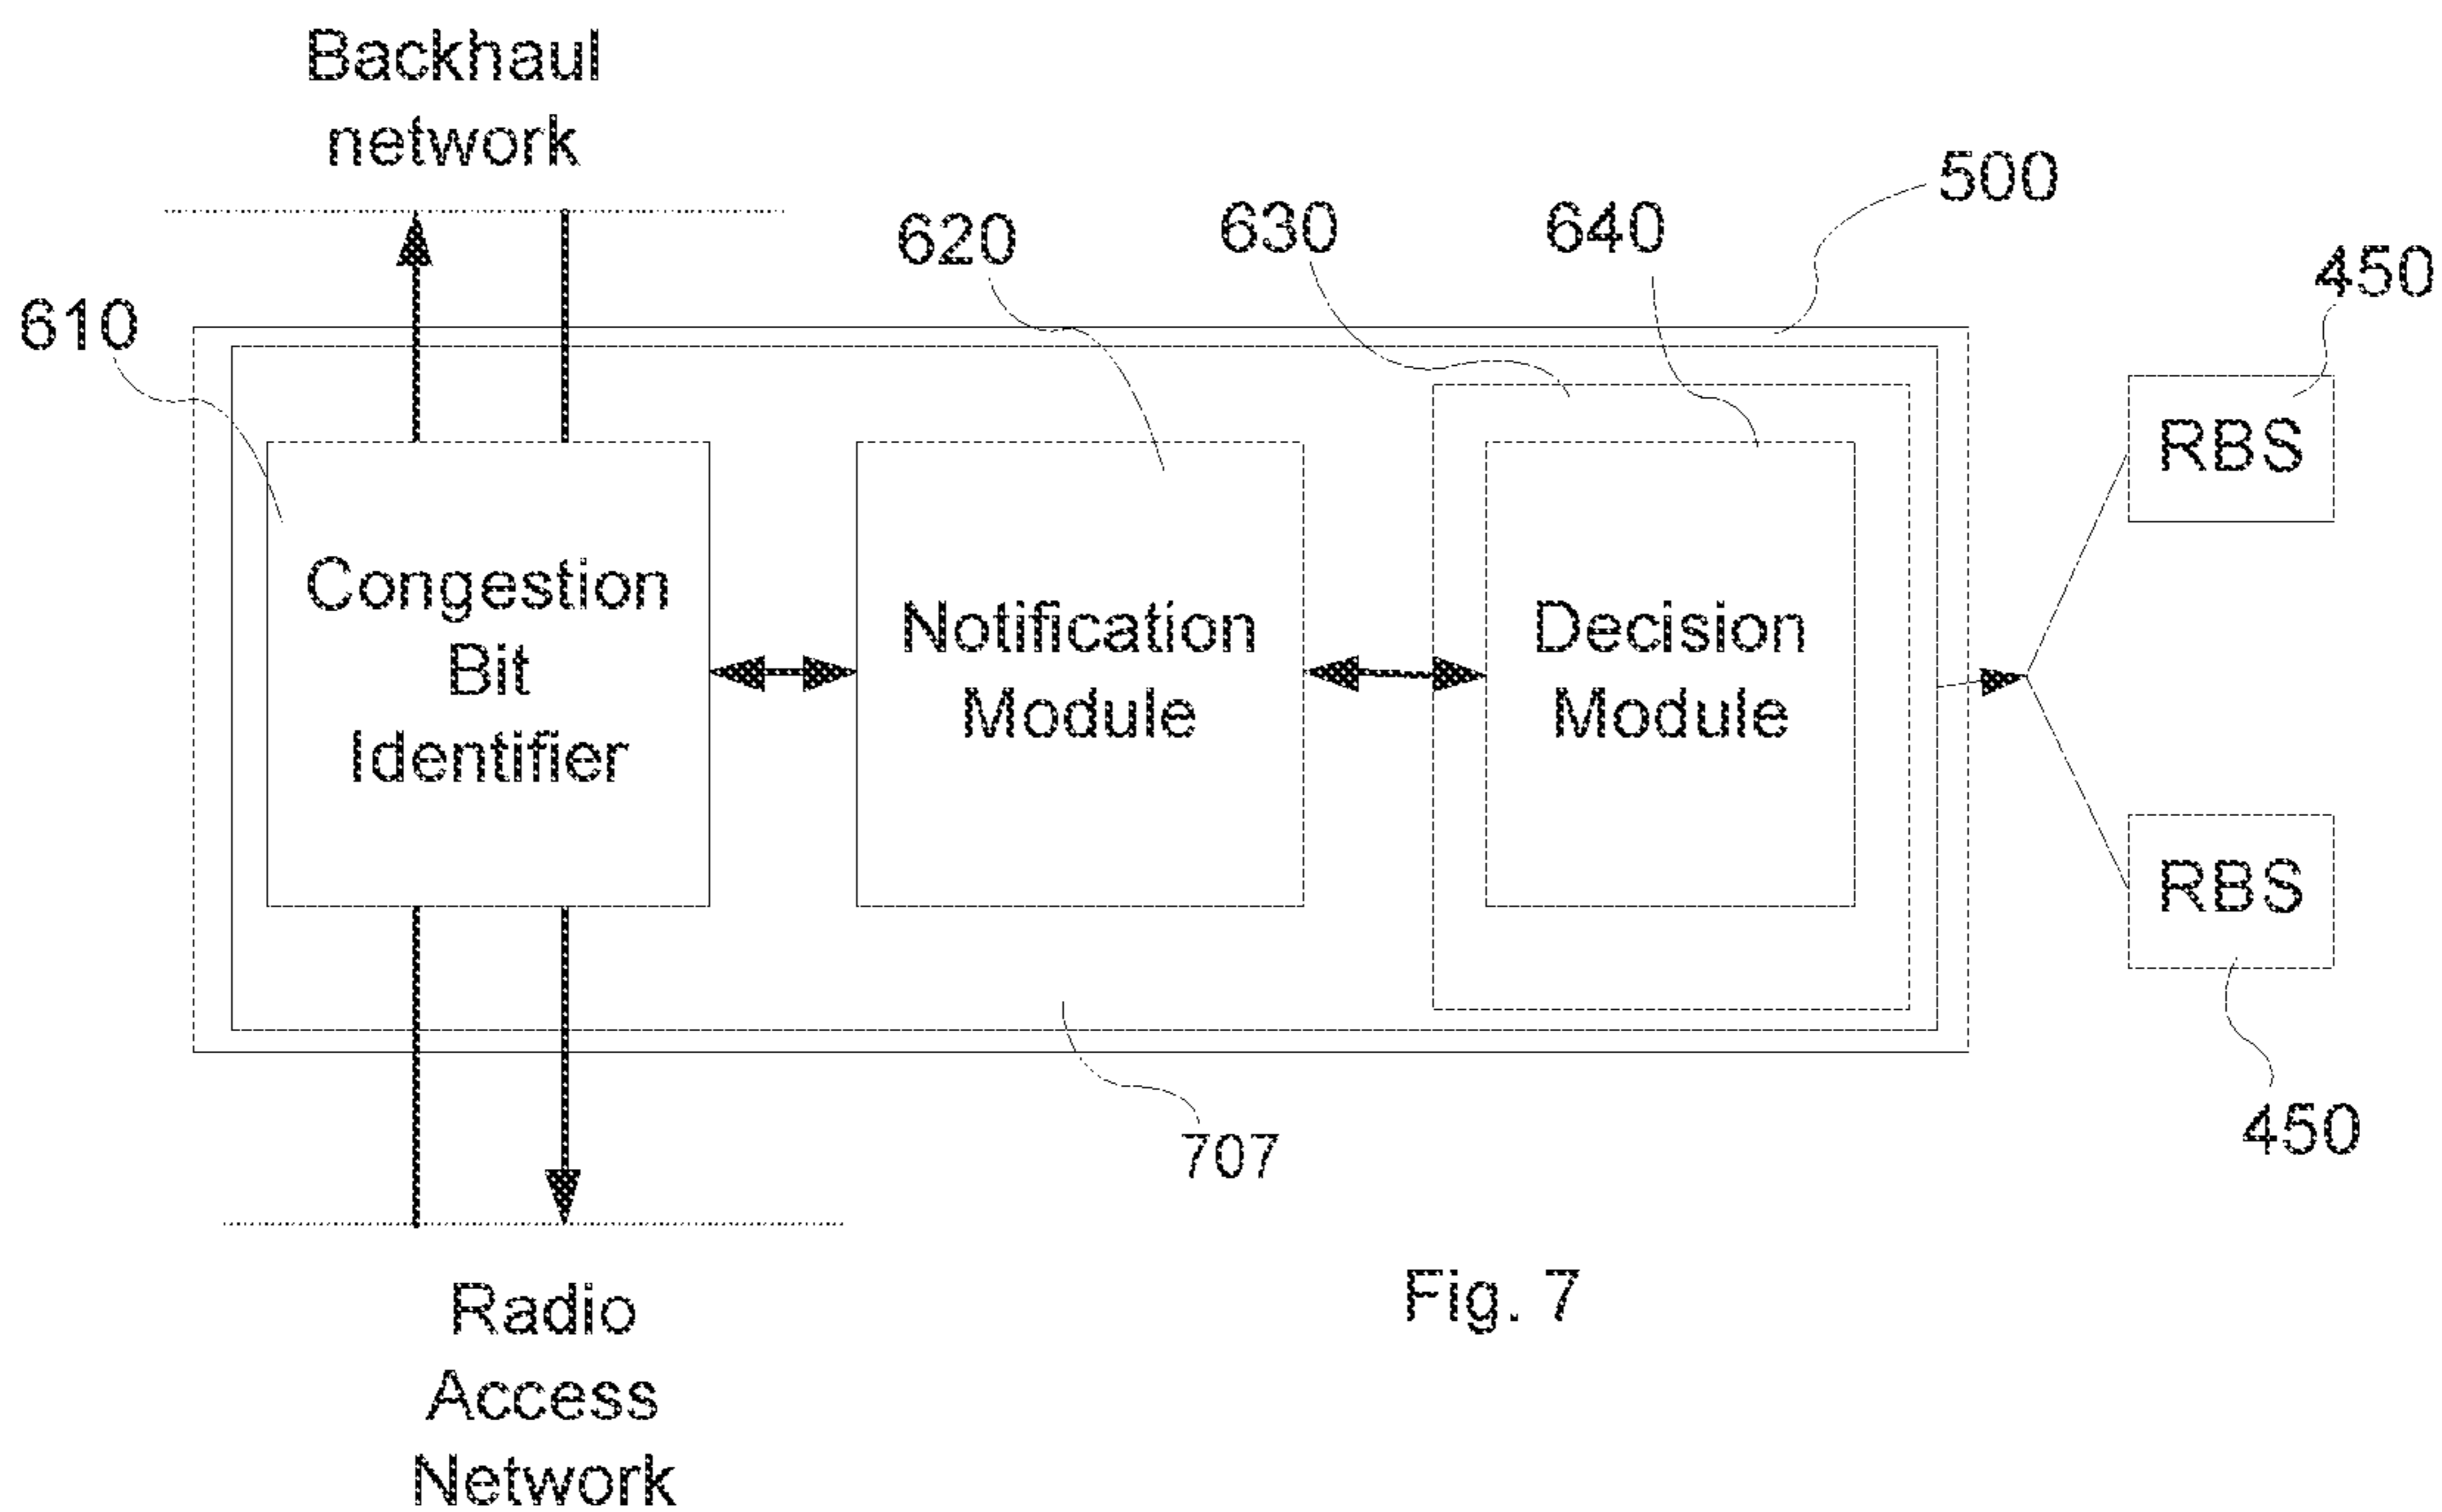 Backhaul
network
500
620
630
640
450
610
RBS
Congestion
Bit
Identifier
Notification
Module
Decision
Module
RBS
450
707
Fig. 7
Radio
Access
Network